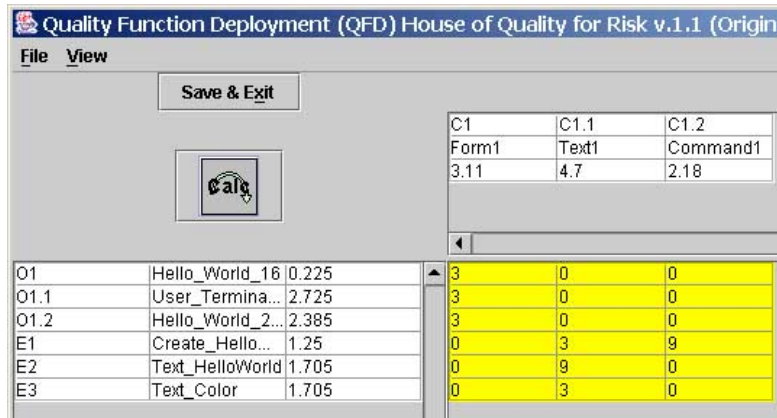 Quality Function Deployment (QFD) House of Quality for Risk v.1.1 (Origin
File View
Save & Exit
C1 C1.1 C1.2
Form1 Text1 Command1
3.11 4.7 2.18
Calc
O1 Hello_World_16 0.225 3 0 0
O1.1 User_Termina... 2.725 3 0 0
O1.2 Hello_World_2... 2.385 3 0 0
E1 Create_Hello... 1.25 0 3 9
E2 Text_HelloWorld 1.705 0 9 0
E3 Text_Color 1.705 0 3 0